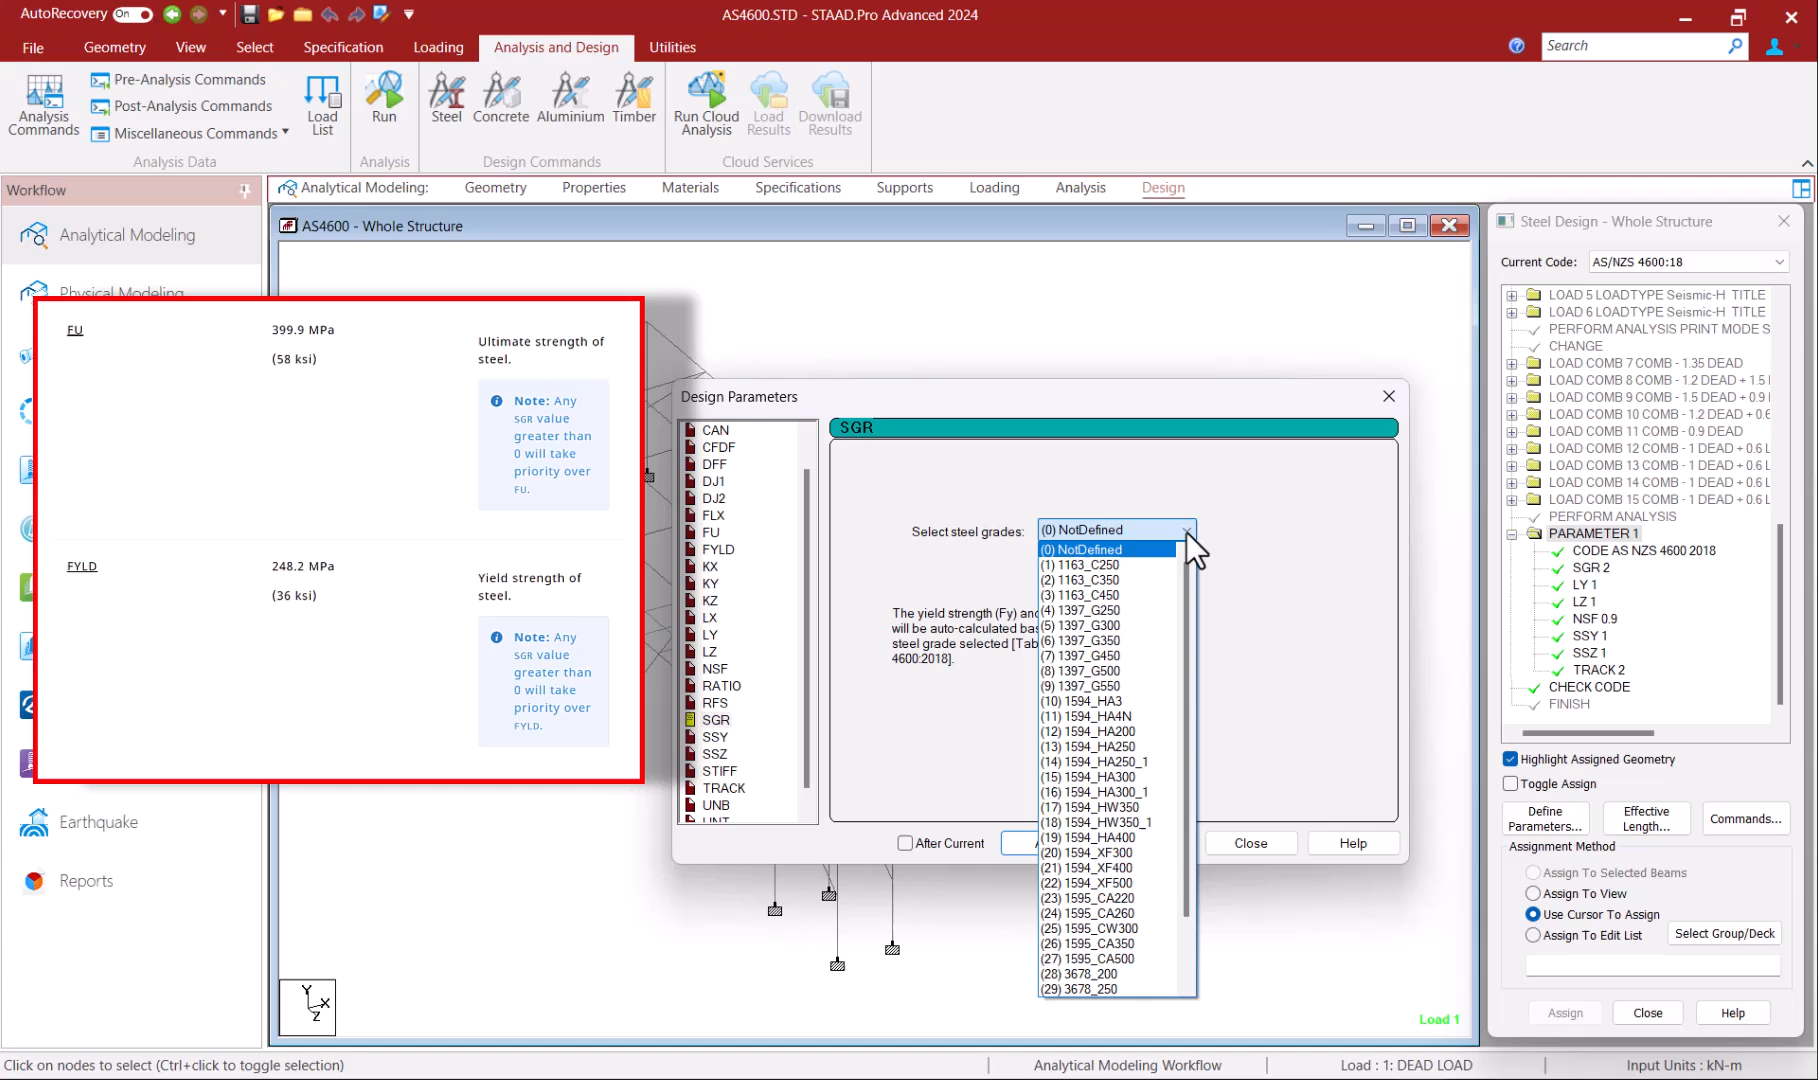 AutoRecovery On
AS4600.STD - STAAD.Pro Advanced 2024
File
Geometry
View
Select
Specification
Loading
Analysis and Design
Utilities
Search
Analysis
Commands
Pre-Analysis Commands
Post-Analysis Commands
Miscellaneous Commands
Load
List
Run
Steel
Concrete
Aluminium
Timber
Run Cloud
Analysis
Load
Results
Download
Results
Analysis Data
Analysis
Design Commands
Cloud Services
Workflow
Analytical Modeling:
Geometry
Properties
Materials
Specifications
Supports
Loading
Analysis
Design
Analytical Modeling
Physical Modeling
Earthquake
Reports
AS4600 - Whole Structure
FU
399.9 MPa
(58 ksi)
Ultimate strength of
steel.
Note: Any
SGR value
greater than
0 will take
priority over
FU.
FYLD
248.2 MPa
(36 ksi)
Yield strength of
steel.
Note: Any
SGR value
greater than
0 will take
priority over
FYLD.
Design Parameters
CAN
CFDF
DFF
DJ1
DJ2
FLX
FU
FYLD
KX
KY
KZ
LX
LY
LZ
NSF
RATIO
RFS
SGR
SSY
SSZ
STIFF
TRACK
UNB
UNT
SGR
Select steel grades:
(0) NotDefined
The yield strength (Fy) and
will be auto-calculated bas
steel grade selected [Tab
4600:2018].
(0) NotDefined
(1) 1163_C250
(2) 1163_C350
(3) 1163_C450
(4) 1397_G250
(5) 1397_G300
(6) 1397_G350
(7) 1397_G450
(8) 1397_G500
(9) 1397_G550
(10) 1594_HA3
(11) 1594_HA4N
(12) 1594_HA200
(13) 1594_HA250
(14) 1594_HA250_1
(15) 1594_HA300
(16) 1594_HA300_1
(17) 1594_HW350
(18) 1594_HW350_1
(19) 1594_HA400
(20) 1594_XF300
(21) 1594_XF400
(22) 1594_XF500
(23) 1595_CA220
(24) 1595_CA260
(25) 1595_CW300
(26) 1595_CA350
(27) 1595_CA500
(28) 3678_200
(29) 3678_250
After Current
Close
Help
Y
X
Z
Load 1
Steel Design - Whole Structure
Current Code:
AS/NZS 4600:18
LOAD 5 LOADTYPE Seismic-H TITLE
LOAD 6 LOADTYPE Seismic-H TITLE
PERFORM ANALYSIS PRINT MODE S
CHANGE
LOAD COMB 7 COMB - 1.35 DEAD
LOAD COMB 8 COMB - 1.2 DEAD + 1.5 l
LOAD COMB 9 COMB - 1.5 DEAD + 0.9 l
LOAD COMB 10 COMB - 1.2 DEAD + 0.6
LOAD COMB 11 COMB - 0.9 DEAD
LOAD COMB 12 COMB - 1 DEAD + 0.6 L
LOAD COMB 13 COMB - 1 DEAD + 0.6 L
LOAD COMB 14 COMB - 1 DEAD + 0.6 L
LOAD COMB 15 COMB - 1 DEAD + 0.6 L
PERFORM ANALYSIS
PARAMETER 1
CODE AS NZS 4600 2018
SGR 2
LY 1
LZ 1
NSF 0.9
SSY 1
SSZ 1
TRACK 2
CHECK CODE
FINISH
Highlight Assigned Geometry
Toggle Assign
Define
Parameters...
Effective
Length...
Commands...
Assignment Method
Assign To Selected Beams
Assign To View
Use Cursor To Assign
Assign To Edit List
Select Group/Deck
Assign
Close
Help
Click on nodes to select (Ctrl+click to toggle selection)
Analytical Modeling Workflow
Load : 1: DEAD LOAD
Input Units : kN-m